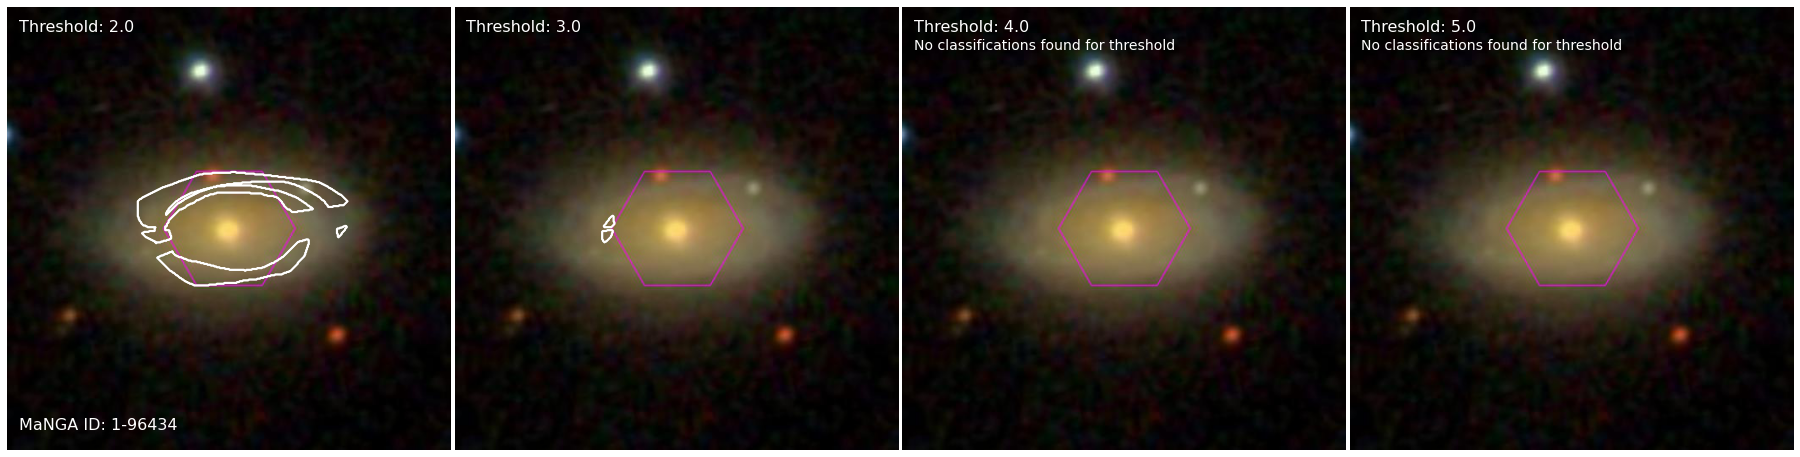 Threshold: 2.0
MaNGA ID: 1-96434
Threshold: 3.0
Threshold: 4.0
No classifications found for threshold
Threshold: 5.0
No classifications found for threshold